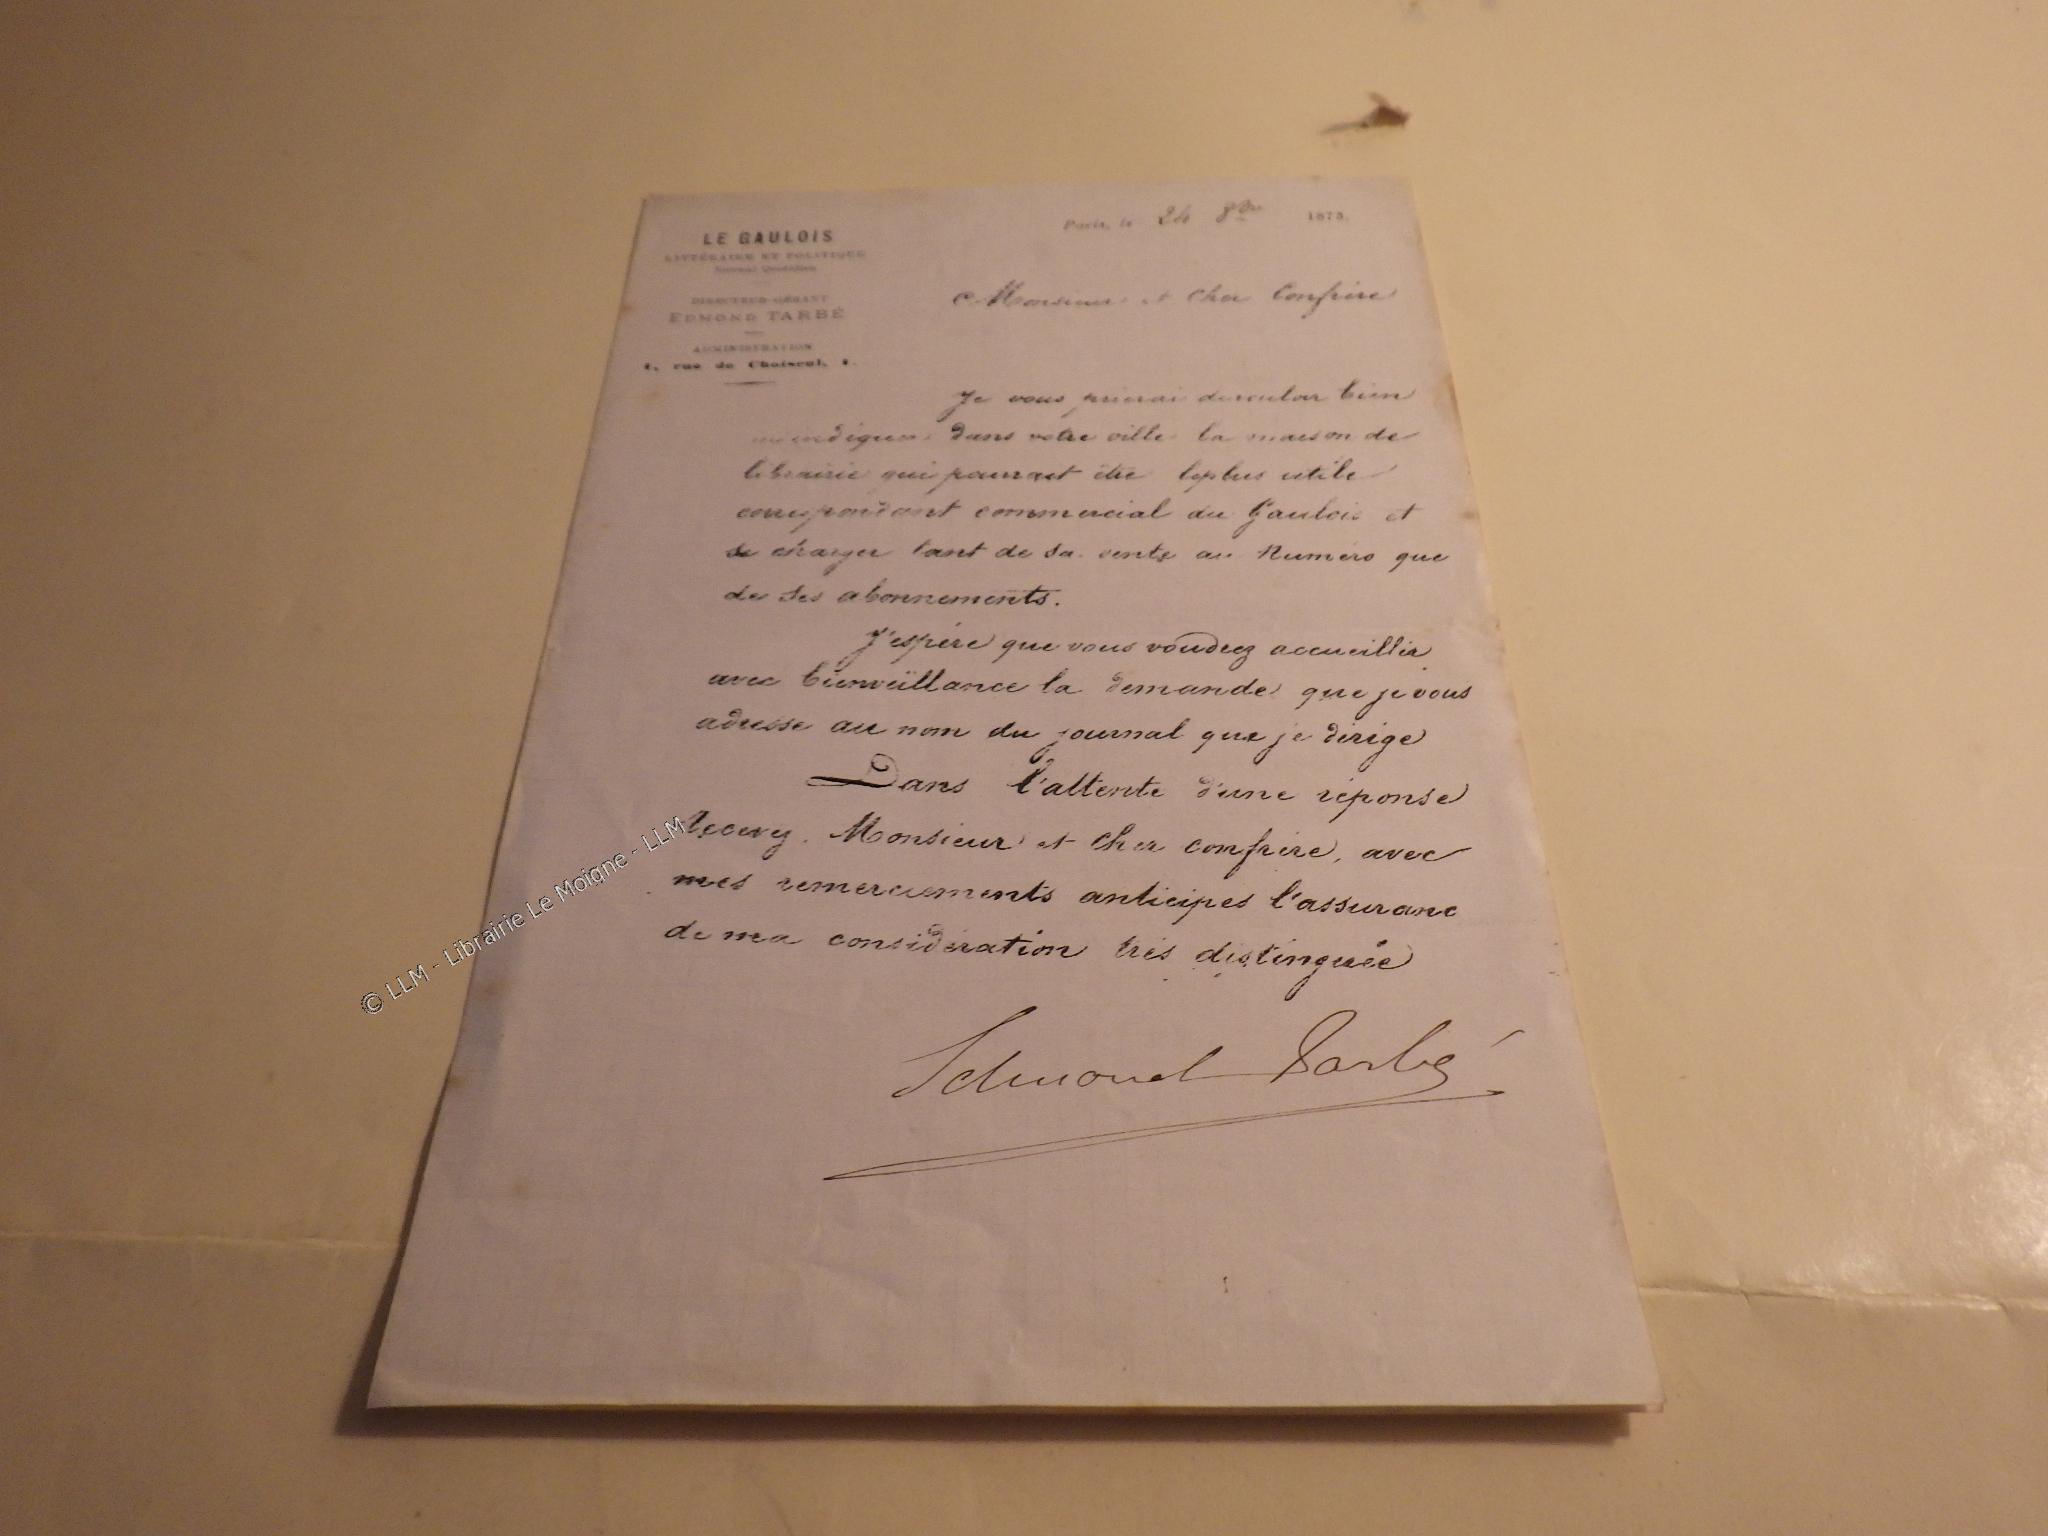 LE GAULOIS
LITTÉRAIRE ET POLITIQUE
Journal Quotidien
DIRECTEUR-GÉRANT
EDMOND TARBÉ
ADMINISTRATION
rue de Choiseul,
Paris, le 24 8bre 1873.
Monsieur et cher Confrère
Je vous prierai de vouloir bien
m'indiquer dans votre ville la maison de
librairie qui pourrait être le plus utile
correspondant commercial du Gaulois et
se charger tant de sa vente au Numéro que
de ses abonnements.
J'espère que vous voudrez accueillir
avec bienveillance la demande que je vous
adresse au nom du journal que je dirige
Dans l'attente d'une réponse
Recevez, Monsieur et cher confrère, avec
mes remerciements anticipés l'assuranc
de ma considération très distinguée
Edmond Tarbé
© LLM - Librairie Le Moigne - LLM